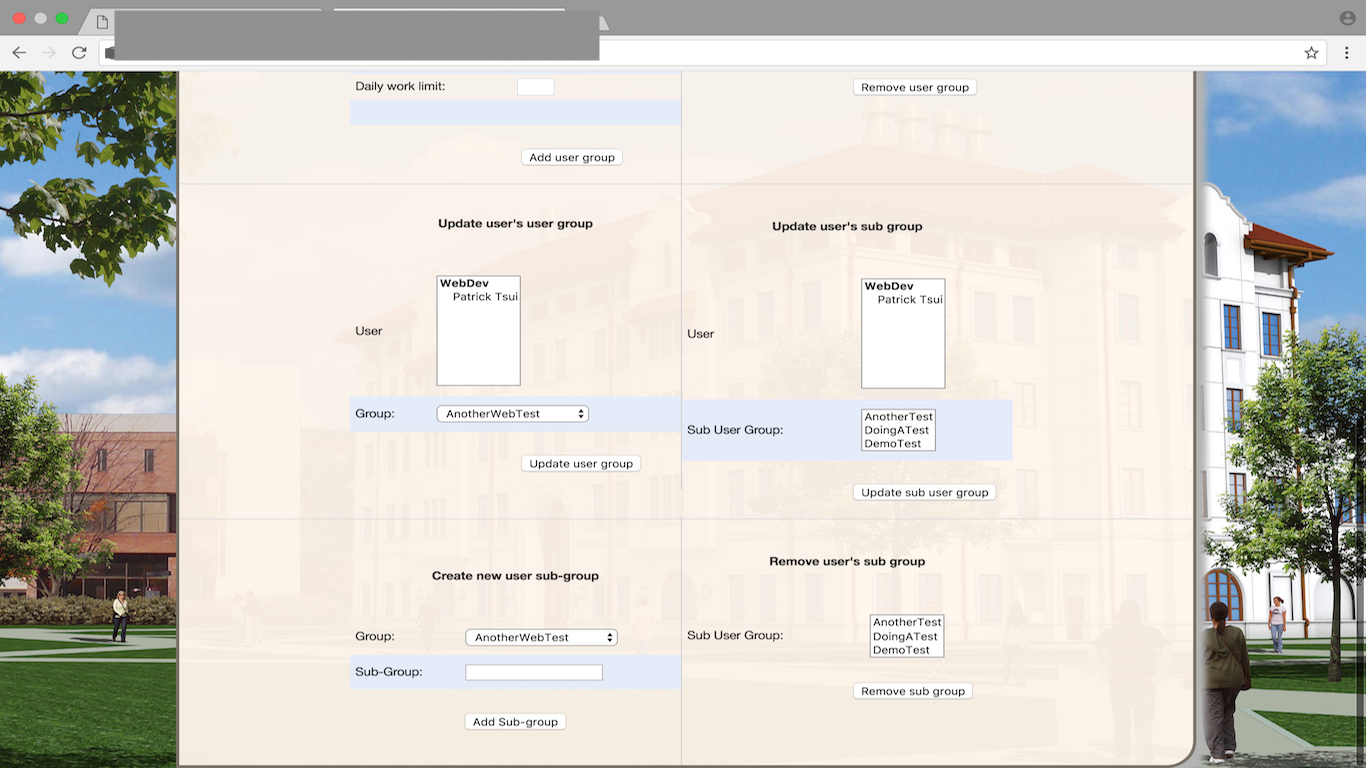 Daily work limit:
Remove user group
Add user group
Update user's user group
Update user's sub group
WebDev
Patrick Tsui
User
WebDev
Patrick Tsui
User
Group:
AnotherWebTest
AnotherTest
DoingATest
DemoTest
Sub User Group:
Update user group
Update sub user group
Create new user sub-group
Remove user's sub group
Group:
AnotherWebTest
Sub-Group:
Add Sub-group
AnotherTest
DoingATest
DemoTest
Sub User Group:
Remove sub group